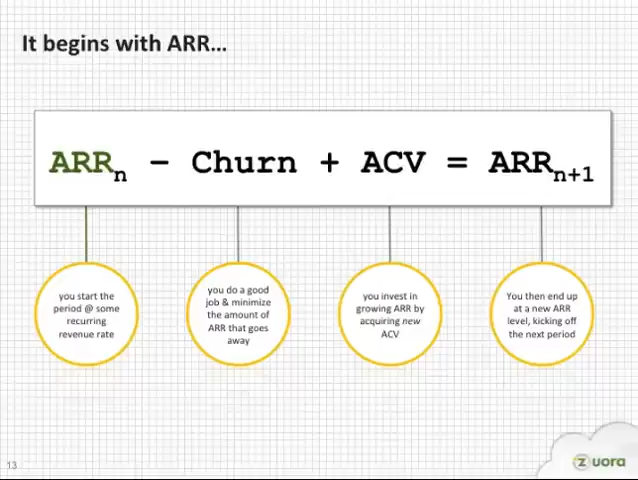 It begins with ARR...
ARRn – Churn + ACV = ARRn+1
you start the
period @ some
recurring
revenue rate
you do a good
job & minimize
the amount of
ARR that goes
away
you invest in
growing ARR by
acquiring new
ACV
You then end up
at a new ARR
level, kicking off
the next period
13
zuora